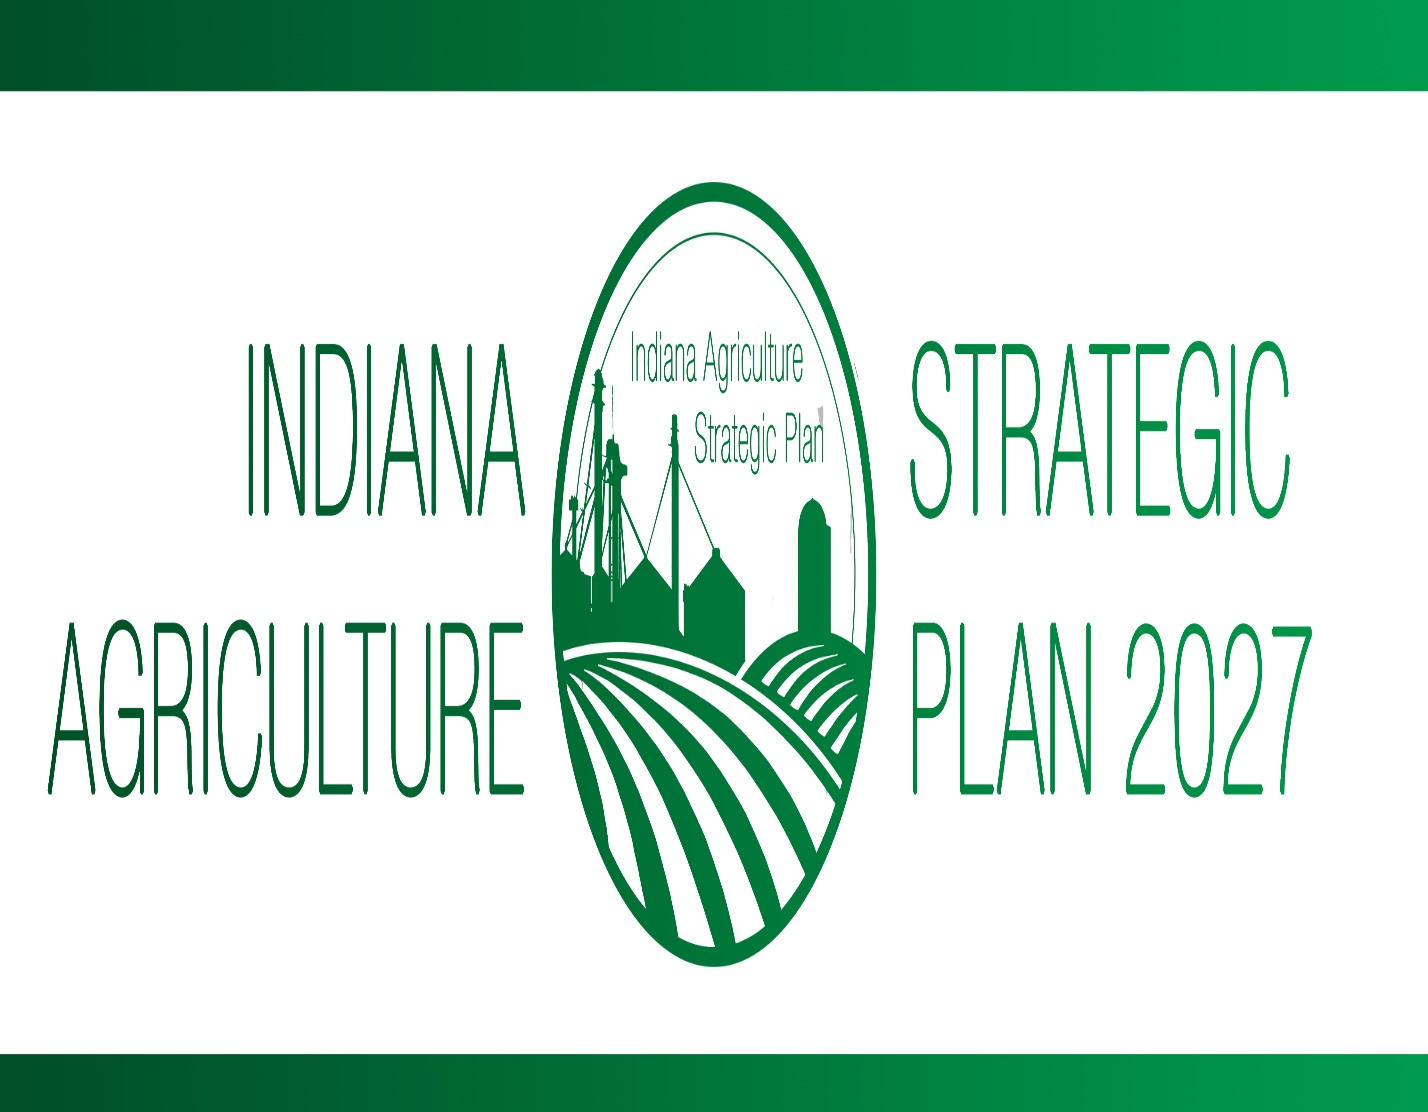 INDIANA
AGRICULTURE
Indiana Agriculture
Strategic Plan
STRATEGIC
PLAN 2027